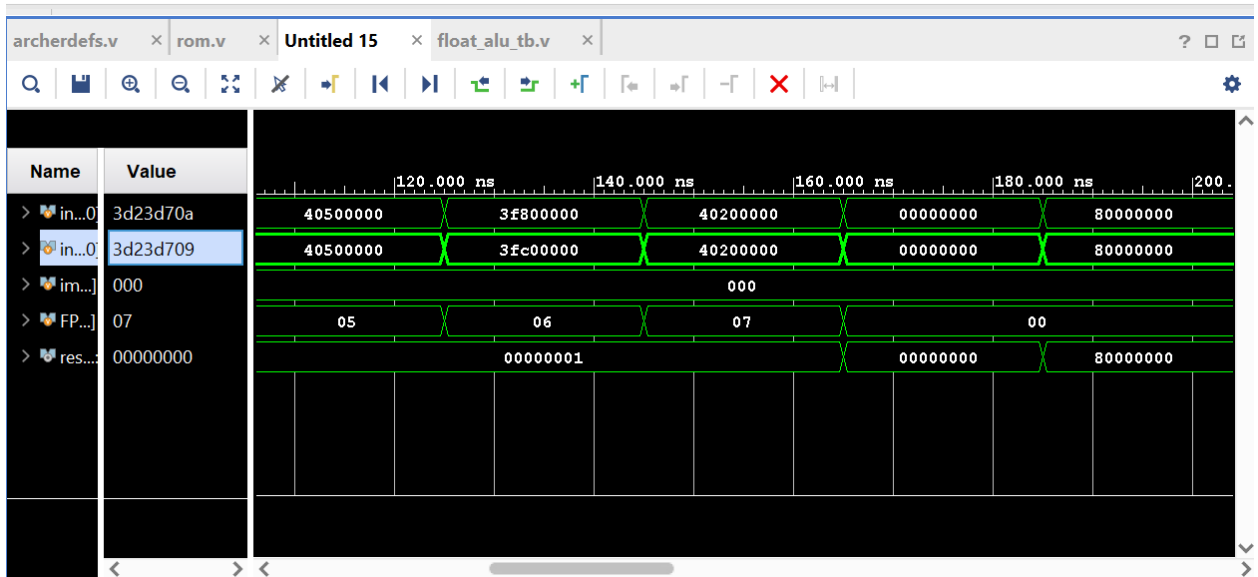 archerdefs.v × rom.v × Untitled 15 × float_alu_tb.v × ?
Name Value
120.000 ns 140.000 ns 160.000 ns 180.000 ns 200.
in...0] 3d23d70a 40500000 3f800000 40200000 00000000 80000000
in...0] 3d23d709 40500000 3fc00000 40200000 00000000 80000000
im...] 000 000
FP...] 07 05 06 07 00
res...: 00000000 00000001 00000000 80000000